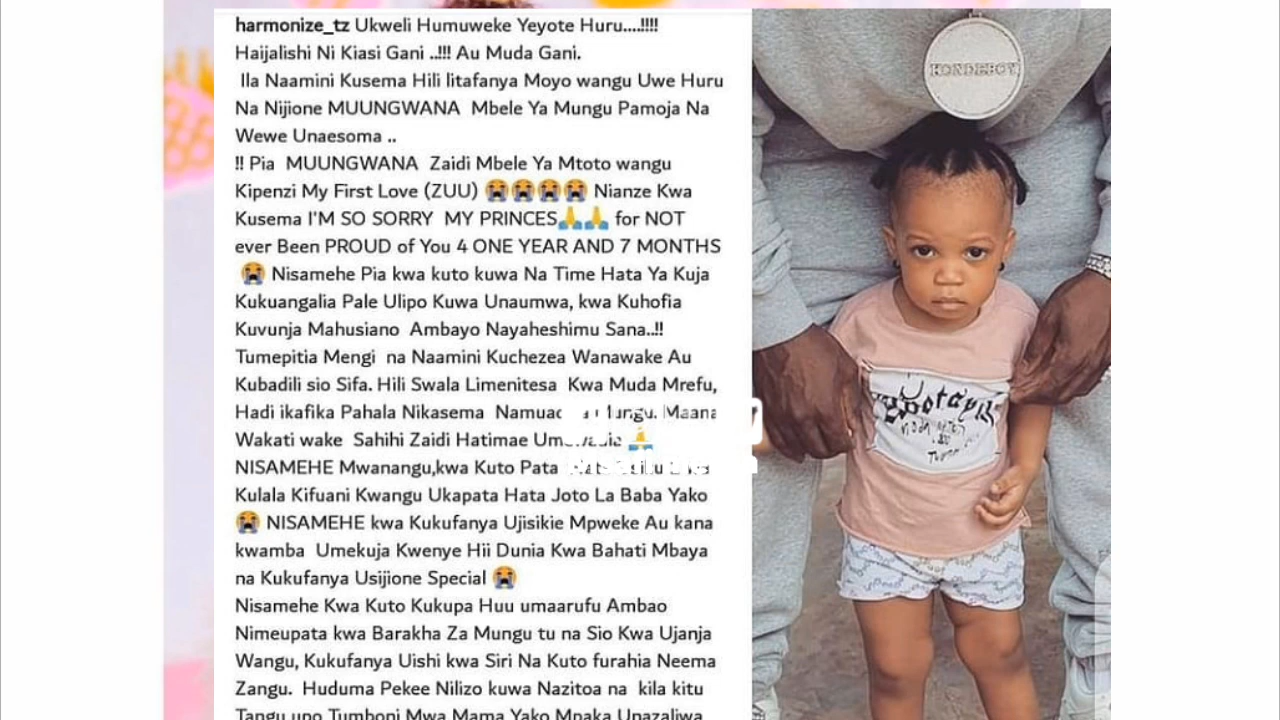 harmonize_tz Ukweli Humuweke Yeyote Huru....!!!!
Haijalishi Ni Kiasi Gani ..!!! Au Muda Gani.
Ila Naamini Kusema Hili litafanya Moyo wangu Uwe Huru
Na Nijione MUUNGWANA Mbele Ya Mungu Pamoja Na
Wewe Unaesoma ..
!! Pia MUUNGWANA Zaidi Mbele Ya Mtoto wangu
Kipenzi My First Love (ZUU) 😭😭😭😭 Nianze Kwa
Kusema I'M SO SORRY MY PRINCES🙏🙏 for NOT
ever Been PROUD of You 4 ONE YEAR AND 7 MONTHS
😭 Nisamehe Pia kwa kuto kuwa Na Time Hata Ya Kuja
Kukuangalia Pale Ulipo Kuwa Unaumwa, kwa Kuhofia
Kuvunja Mahusiano Ambayo Nayaheshimu Sana..!!
Tumepitia Mengi na Naamini Kuchezea Wanawake Au
Kubadili sio Sifa. Hili Swala Limenitesa Kwa Muda Mrefu,
Hadi ikafika Pahala Nikasema Mungu. Maana
Wakati wake Sahihi Zaidi Hatimae 🙏
NISAMEHE Mwanangu,kwa Kuto Pata
Kulala Kifuani Kwangu Ukapata Hata Joto La Baba Yako
😭 NISAMEHE kwa Kukufanya Ujisikie Mpweke Au kana
kwamba Umekuja Kwenye Hii Dunia Kwa Bahati Mbaya
na Kukufanya Usijione Special 😭
Nisamehe Kwa Kuto Kukupa Huu umaarufu Ambao
Nimeupata kwa Barakha Za Mungu tu na Sio Kwa Ujanja
Wangu, Kukufanya Uishi kwa Siri Na Kuto furahia Neema
Zangu. Huduma Pekee Nilizo kuwa Nazitoa na kila kitu
Tangu upo Tumboni Mwa Mama Yako Mpaka Unazaliwa
KONDEBOY